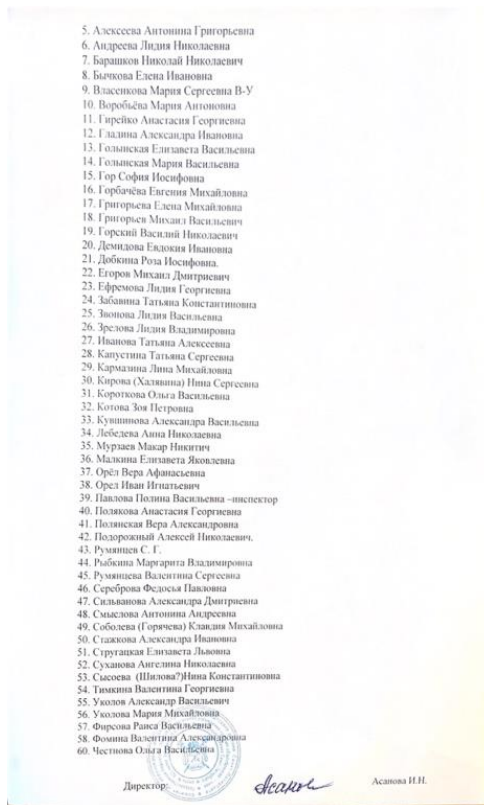 5. Алексеева Антонина Григорьевна
6. Андреева Лидия Николаевна
7. Барашков Николай Николаевич
8. Бычкова Елена Ивановна
9. Власенкова Мария Сергеевна В-У
10. Воробьёва Мария Антоновна
11. Гирейко Анастасия Георгиевна
12. Гладина Александра Ивановна
13. Голынская Елизавета Васильевна
14. Голынская Мария Васильевна
15. Гор София Иосифовна
16. Горбачёва Евгения Михайловна
17. Григорьева Елена Михайловна
18. Григорьев Михаил Васильевич
19. Горский Василий Николаевич
20. Демидова Евдокия Ивановна
21. Добкина Роза Иосифовна.
22. Егоров Михаил Дмитриевич
23. Ефремова Лидия Георгиевна
24. Забавина Татьяна Константиновна
25. Звонова Лидия Васильевна
26. Зрелова Лидия Владимировна
27. Иванова Татьяна Алексеевна
28. Капустина Татьяна Сергеевна
29. Кармазина Лина Михайловна
30. Кирова (Халявина) Нина Сергеевна
31. Короткова Ольга Васильевна
32. Котова Зоя Петровна
33. Кувшинова Александра Васильевна
34. Лебедева Анна Николаевна
35. Мурзаев Макар Никитич
36. Малкина Елизавета Яковлевна
37. Орёл Вера Афанасьевна
38. Орел Иван Игнатьевич
39. Павлова Полина Васильевна –инспектор
40. Полякова Анастасия Георгиевна
41. Полянская Вера Александровна
42. Подорожный Алексей Николаевич.
43. Румянцев С. Г.
44. Рыбкина Маргарита Владимировна
45. Румянцева Валентина Сергеевна
46. Сереброва Федосья Павловна
47. Сильванова Александра Дмитриевна
48. Смыслова Антонина Андреевна
49. Соболева (Горячева) Клавдия Михайловна
50. Стажкова Александра Ивановна
51. Стругацкая Елизавета Львовна
52. Суханова Ангелина Николаевна
53. Сысоева (Шилова?)Нина Константиновна
54. Тимкина Валентина Георгиевна
55. Уколов Александр Васильевич
56. Уколова Мария Михайловна
57. Фирсова Раиса Васильевна
58. Фомина Валентина Александровна
60. Честнова Ольга Васильевна
Директор: Асанова Асанова И.Н.